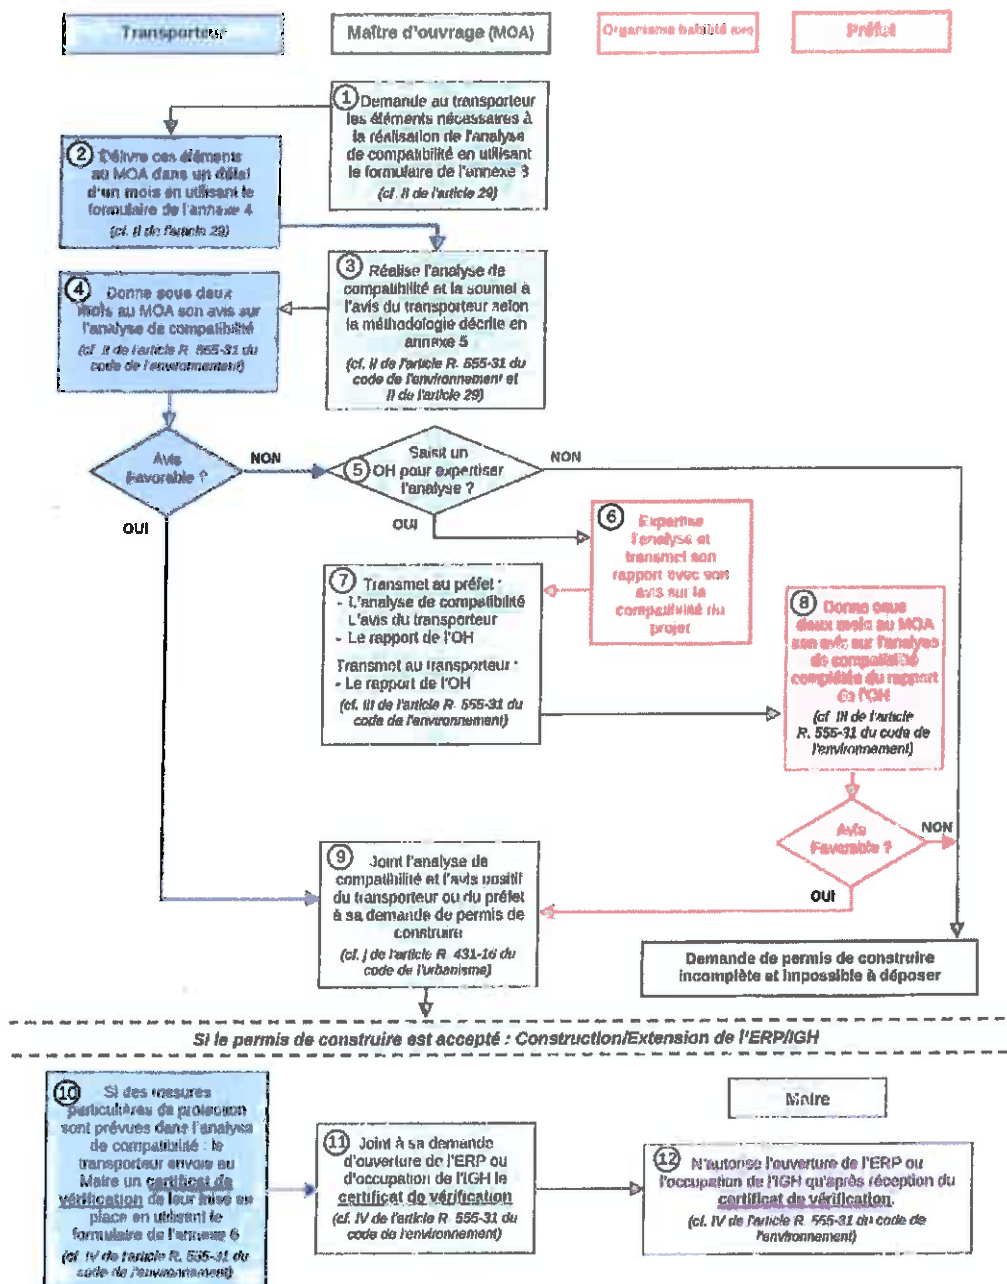 Transporteur
Maître d'ouvrage (MOA)
Organisme habilité (OH)
Préfet
1 Demande au transporteur
les éléments nécessaires à
la réalisation de l'analyse
de compatibilité en utilisant
le formulaire de l'annexe 3
(cf. II de l'article 29)
2 Délivre ces éléments
au MOA dans un délai
d'un mois en utilisant le
formulaire de l'annexe 4
(cf. II de l'article 29)
3 Réalise l'analyse de
compatibilité et la soumet à
l'avis du transporteur selon
la méthodologie décrite en
annexe 5
(cf. II de l'article R. 555-31 du
code de l'environnement et
II de l'article 29)
4 Donne sous deux
mois au MOA son avis sur
l'analyse de compatibilité
(cf. II de l'article R. 555-31 du
code de l'environnement)
Avis
Favorable ?
NON
OUI
Saisit un
5 OH pour expertiser
l'analyse ?
NON
OUI
6 Expertise
l'analyse et
transmet son
rapport avec son
avis sur la
compatibilité du
projet
7 Transmet au préfet :
- L'analyse de compatibilité
L'avis du transporteur
- Le rapport de l'OH
Transmet au transporteur :
- Le rapport de l'OH
(cf. III de l'article R. 555-31 du
code de l'environnement)
8 Donne sous
deux mois au MOA
son avis sur l'analyse
de compatibilité
complétée du rapport
de l'OH
(cf. III de l'article
R. 555-31 du code de
l'environnement)
Avis
Favorable ?
NON
OUI
9 Joint l'analyse de
compatibilité et l'avis positif
du transporteur ou du préfet
à sa demande de permis de
construire
(cf. j de l'article R. 431-16 du
code de l'urbanisme)
Demande de permis de construire
incomplète et impossible à déposer
Si le permis de construire est accepté : Construction/Extension de l'ERP/IGH
10 Si des mesures
particulières de protection
sont prévues dans l'analyse
de compatibilité : le
transporteur envoie au
Maire un certificat de
vérification de leur mise en
place en utilisant le
formulaire de l'annexe 6
(cf. IV de l'article R. 555-31 du
code de l'environnement)
11 Joint à sa demande
d'ouverture de l'ERP ou
d'occupation de l'IGH le
certificat de vérification
(cf. IV de l'article R. 555-31 du
code de l'environnement)
Maire
12 N'autorise l'ouverture de l'ERP ou
l'occupation de l'IGH qu'après réception du
certificat de vérification.
(cf. IV de l'article R. 555-31 du code de
l'environnement)